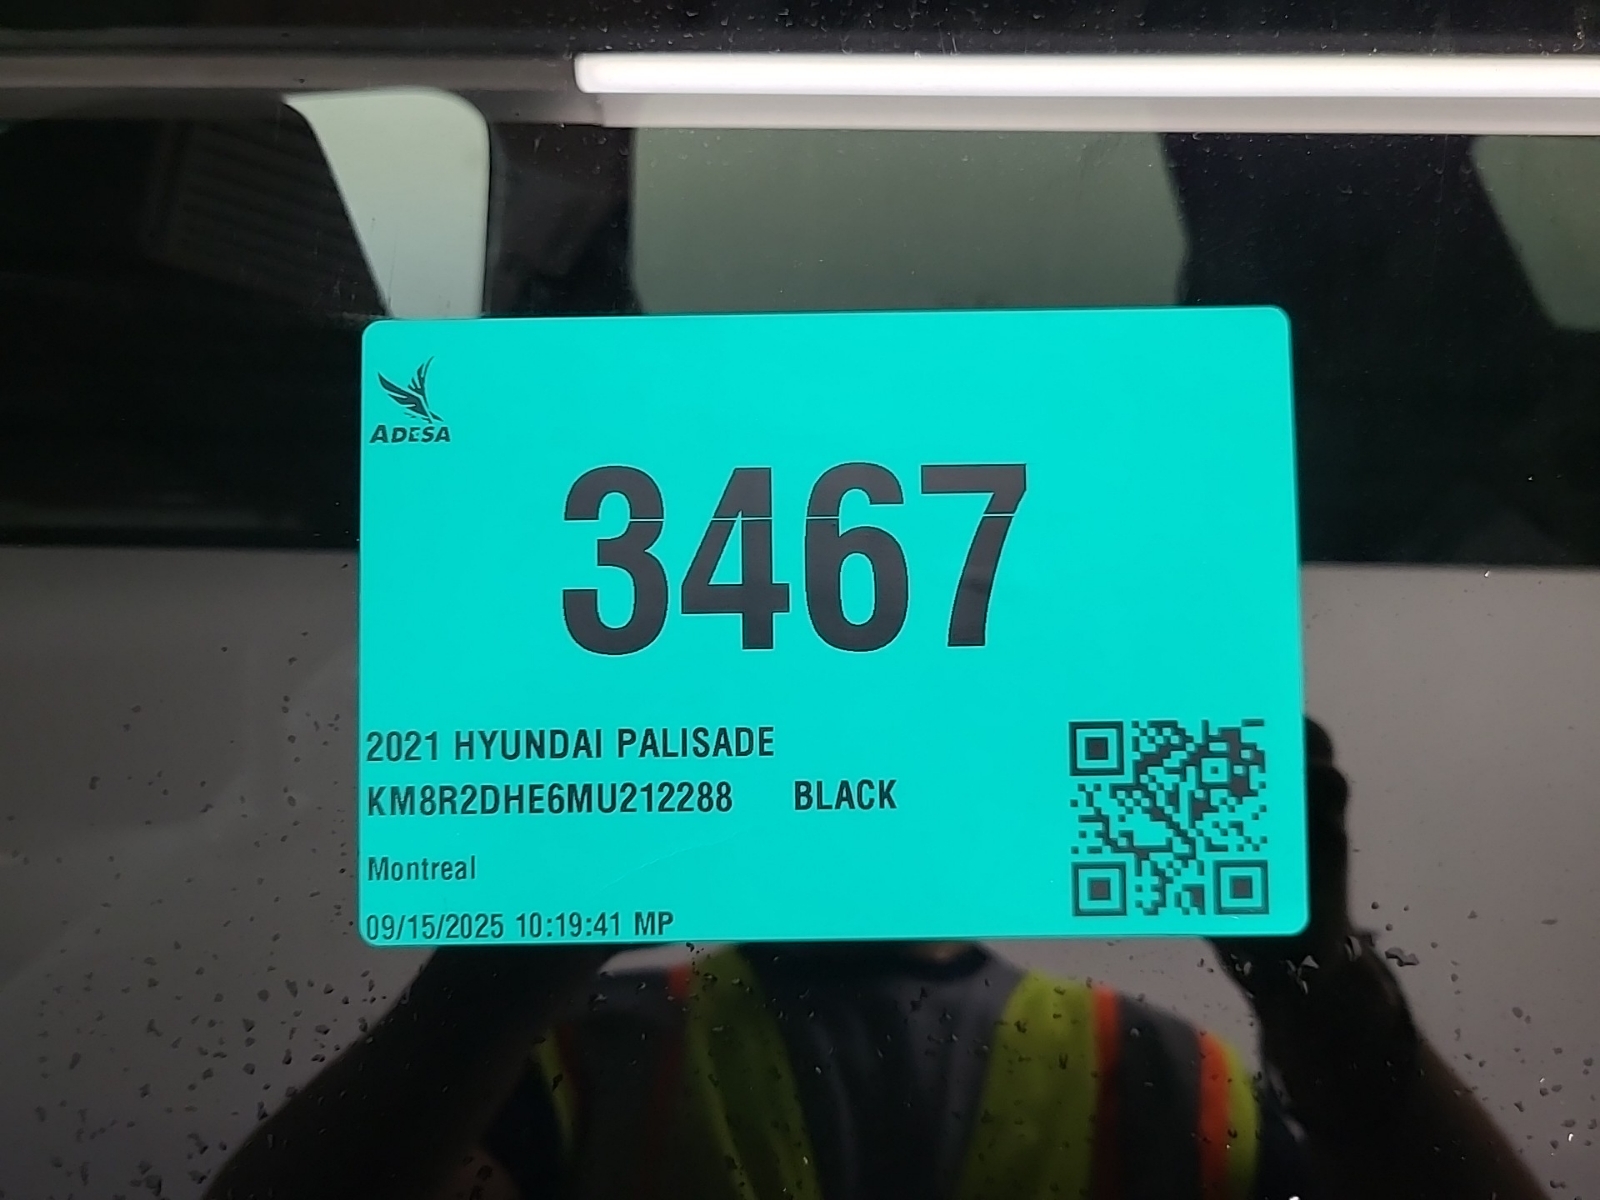 ADESA
3467
2021 HYUNDAI PALISADE
KM8R2DHE6MU212288 BLACK
Montreal
09/15/2025 10:19:41 MP